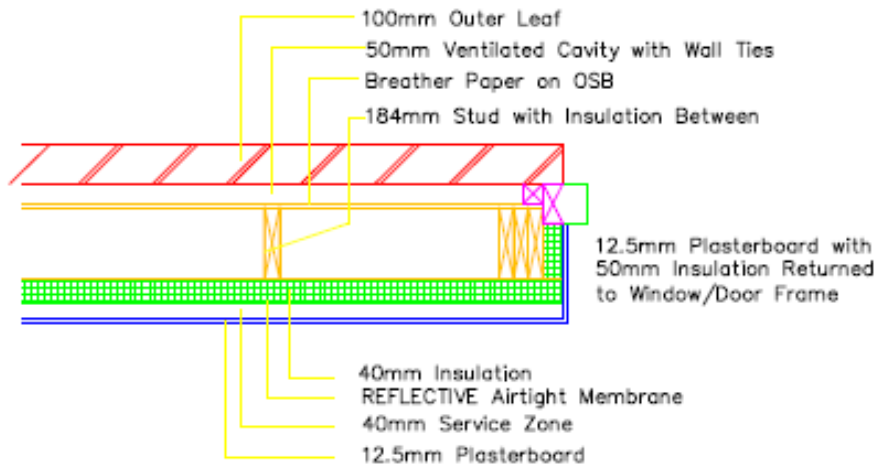 100mm Outer Leaf
50mm Ventilated Cavity with Wall Ties
Breather Paper on OSB
184mm Stud with Insulation Between
12.5mm Plasterboard with
50mm Insulation Returned
to Window/Door Frame
40mm Insulation
REFLECTIVE Airtight Membrane
40mm Service Zone
12.5mm Plasterboard